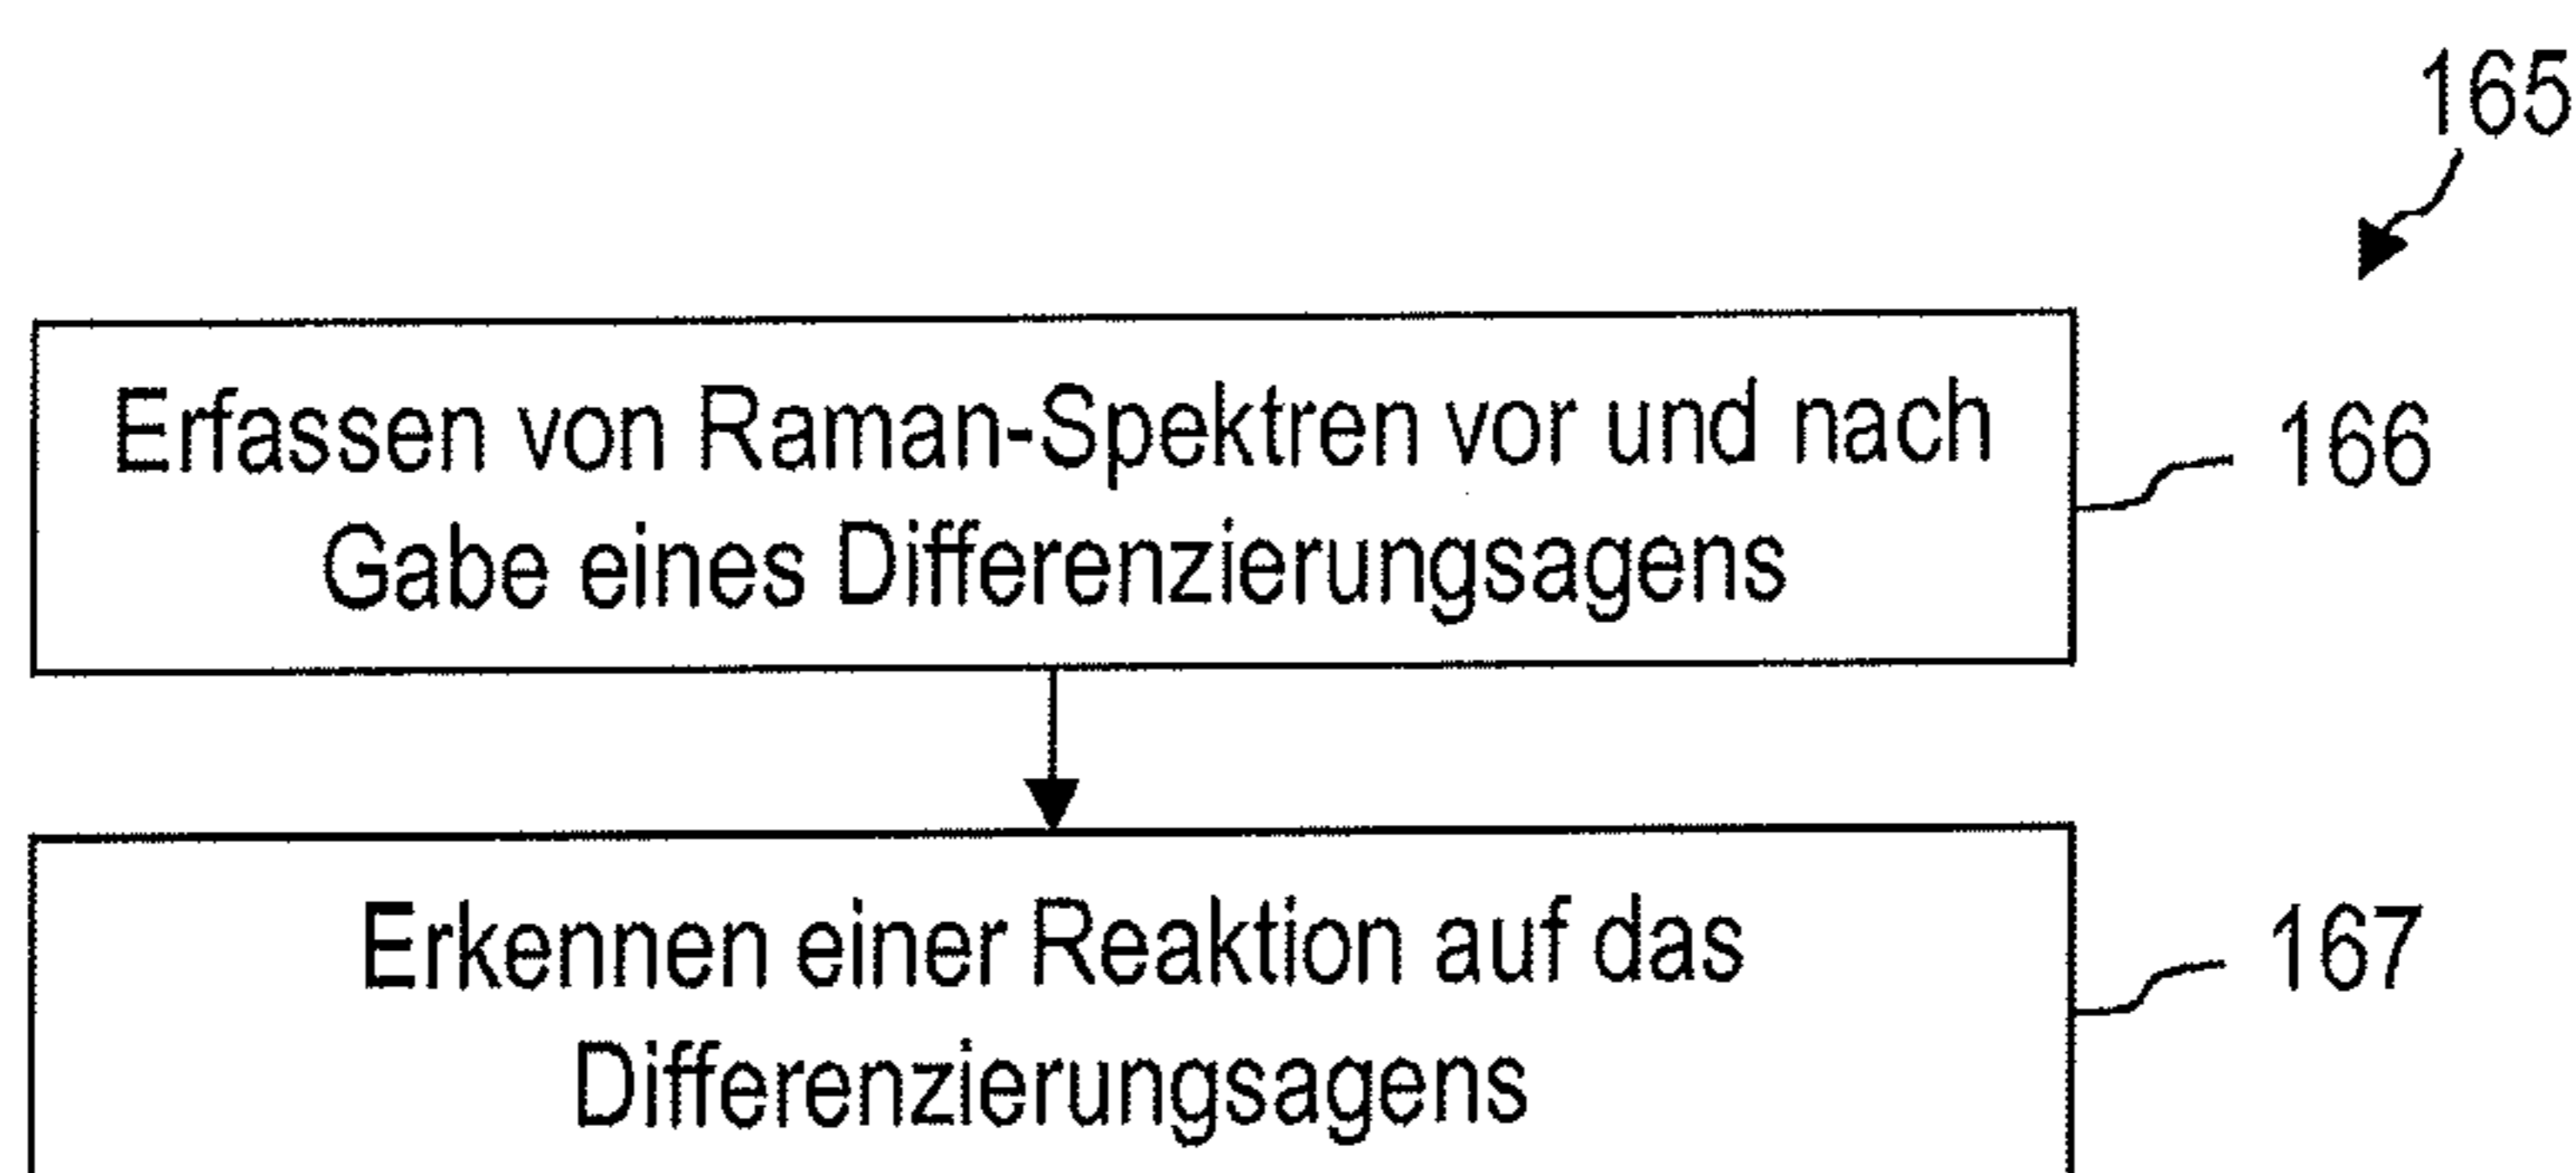 165
Erfassen von Raman-Spektren vor und nach
Gabe eines Differenzierungsagens
166
Erkennen einer Reaktion auf das
Differenzierungsagens
167